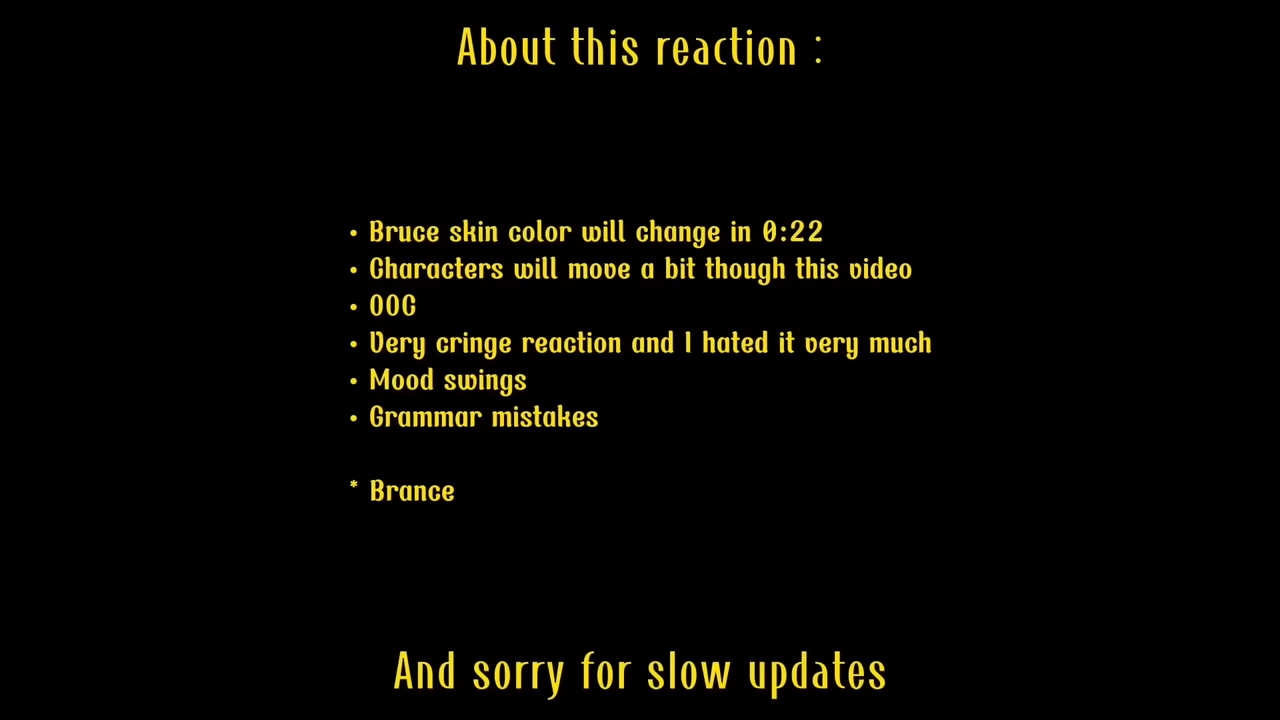 About this reaction :
• Bruce skin color will change in 0:22
• Characters will move a bit though this video
• OOC
• Very cringe reaction and I hated it very much
• Mood swings
• Grammar mistakes
* Brance
And sorry for slow updates